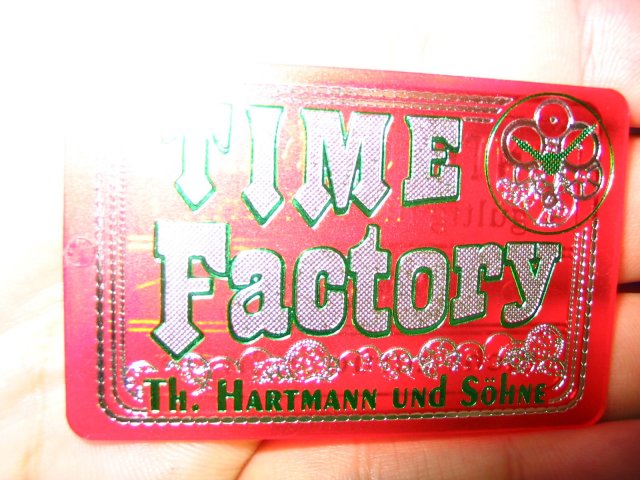 TIME
Factory
Th. HARTMANN UND SÖHNE